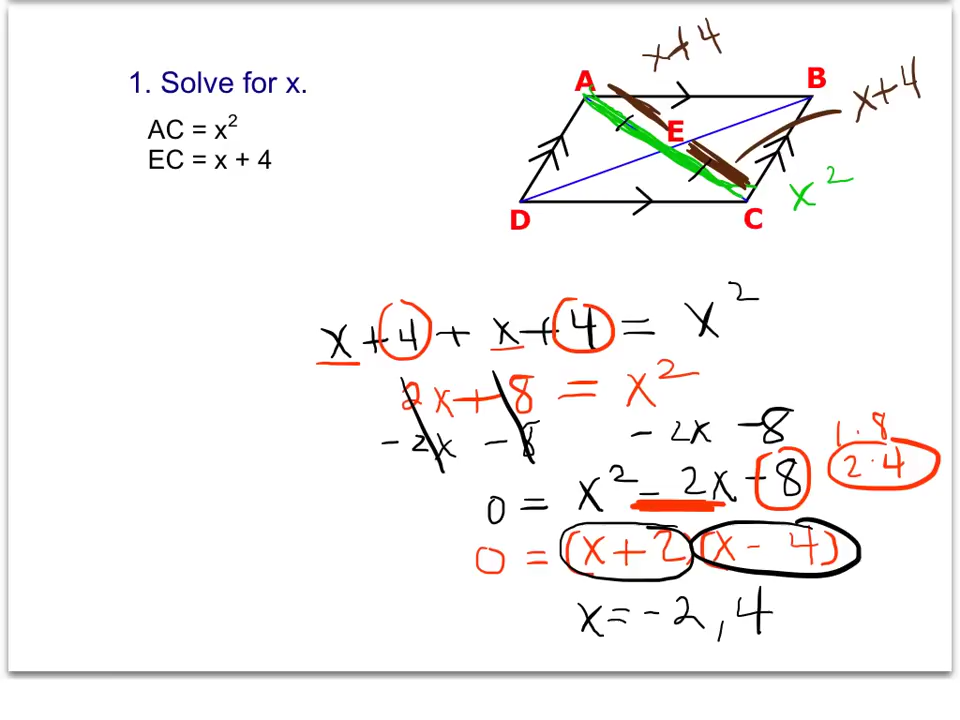 1. Solve for x.
AC = x²
EC = x + 4
x+4
A
B
x+4
E
x²
D
C
x+4+x+4=x²
2x+8=x²
-2x -8 -2x -8
1·8
2·4
0=x²-2x-8
0=(x+2)(x-4)
x=-2,4